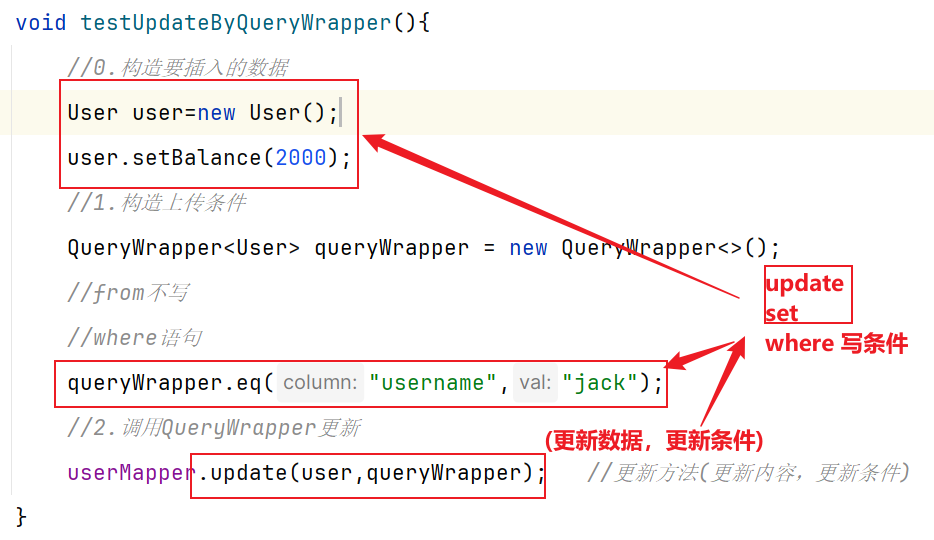 void testUpdateByQueryWrapper(){
//0.构造要插入的数据
User user=new User();
user.setBalance(2000);
//1.构造上传条件
QueryWrapper<User> queryWrapper = new QueryWrapper<>();
//from不写
//where语句
queryWrapper.eq( column: "username", val: "jack");
//2.调用QueryWrapper更新
userMapper.update(user,queryWrapper); //更新方法(更新内容，更新条件)
}
update
set
where 写条件
(更新数据，更新条件)